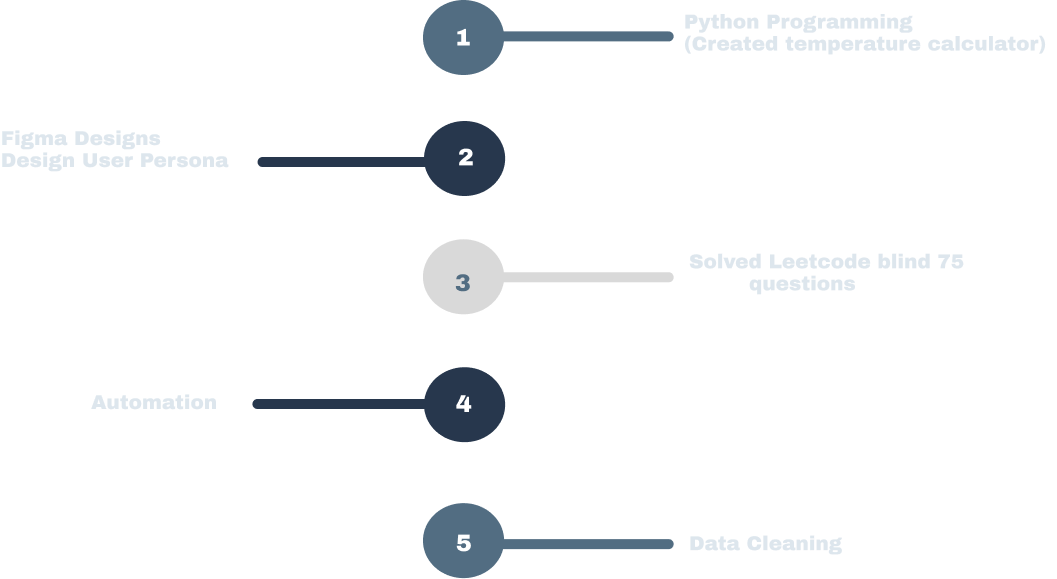 1
Python Programming
(Created temperature calculator)
Figma Designs
Design User Persona
2
3
Solved Leetcode blind 75
questions
Automation
4
5
Data Cleaning